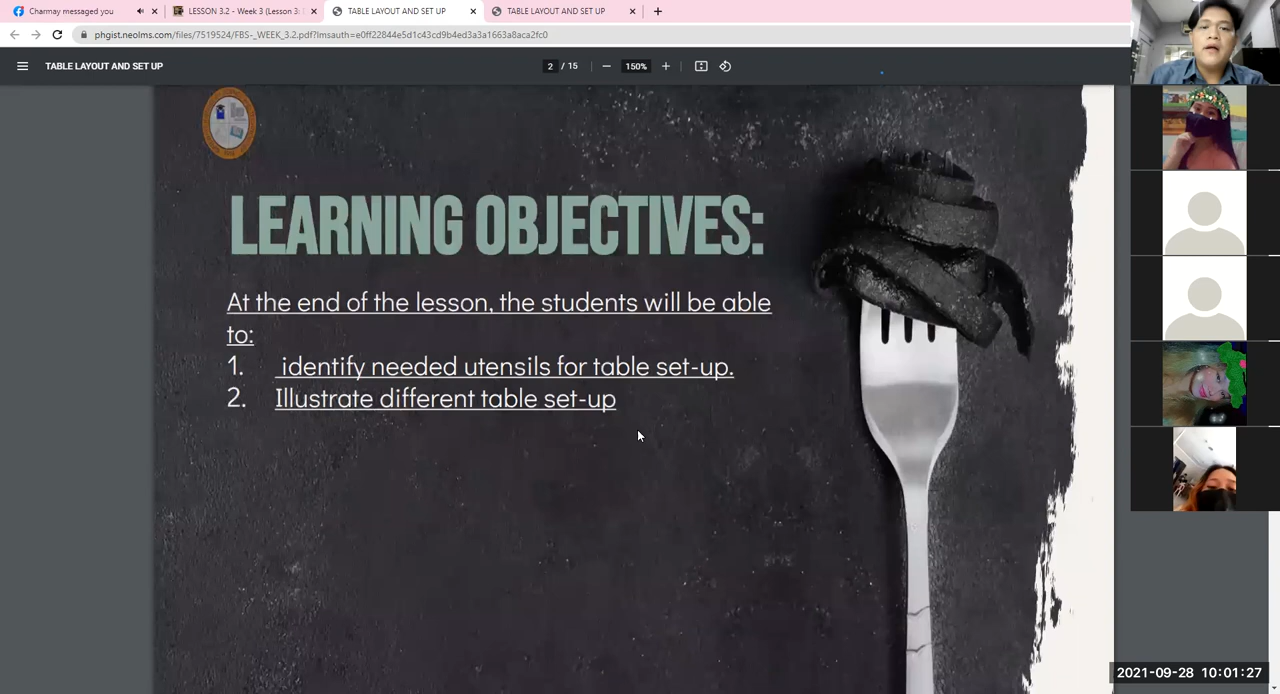 Charmay messaged you
LESSON 3.2 - Week 3 (Lesson 3:
TABLE LAYOUT AND SET UP
TABLE LAYOUT AND SET UP
phgist.neolms.com/files/7519524/FBS-_WEEK_3.2.pdf?lmsauth=e0ff22844e5d1c43cd9b4ed3a3a1663e8aca2fc0
TABLE LAYOUT AND SET UP
2 / 15
150%
LEARNING OBJECTIVES:
At the end of the lesson, the students will be able
to:
1. identify needed utensils for table set-up.
2. Illustrate different table set-up
2021-09-28 10:01:27